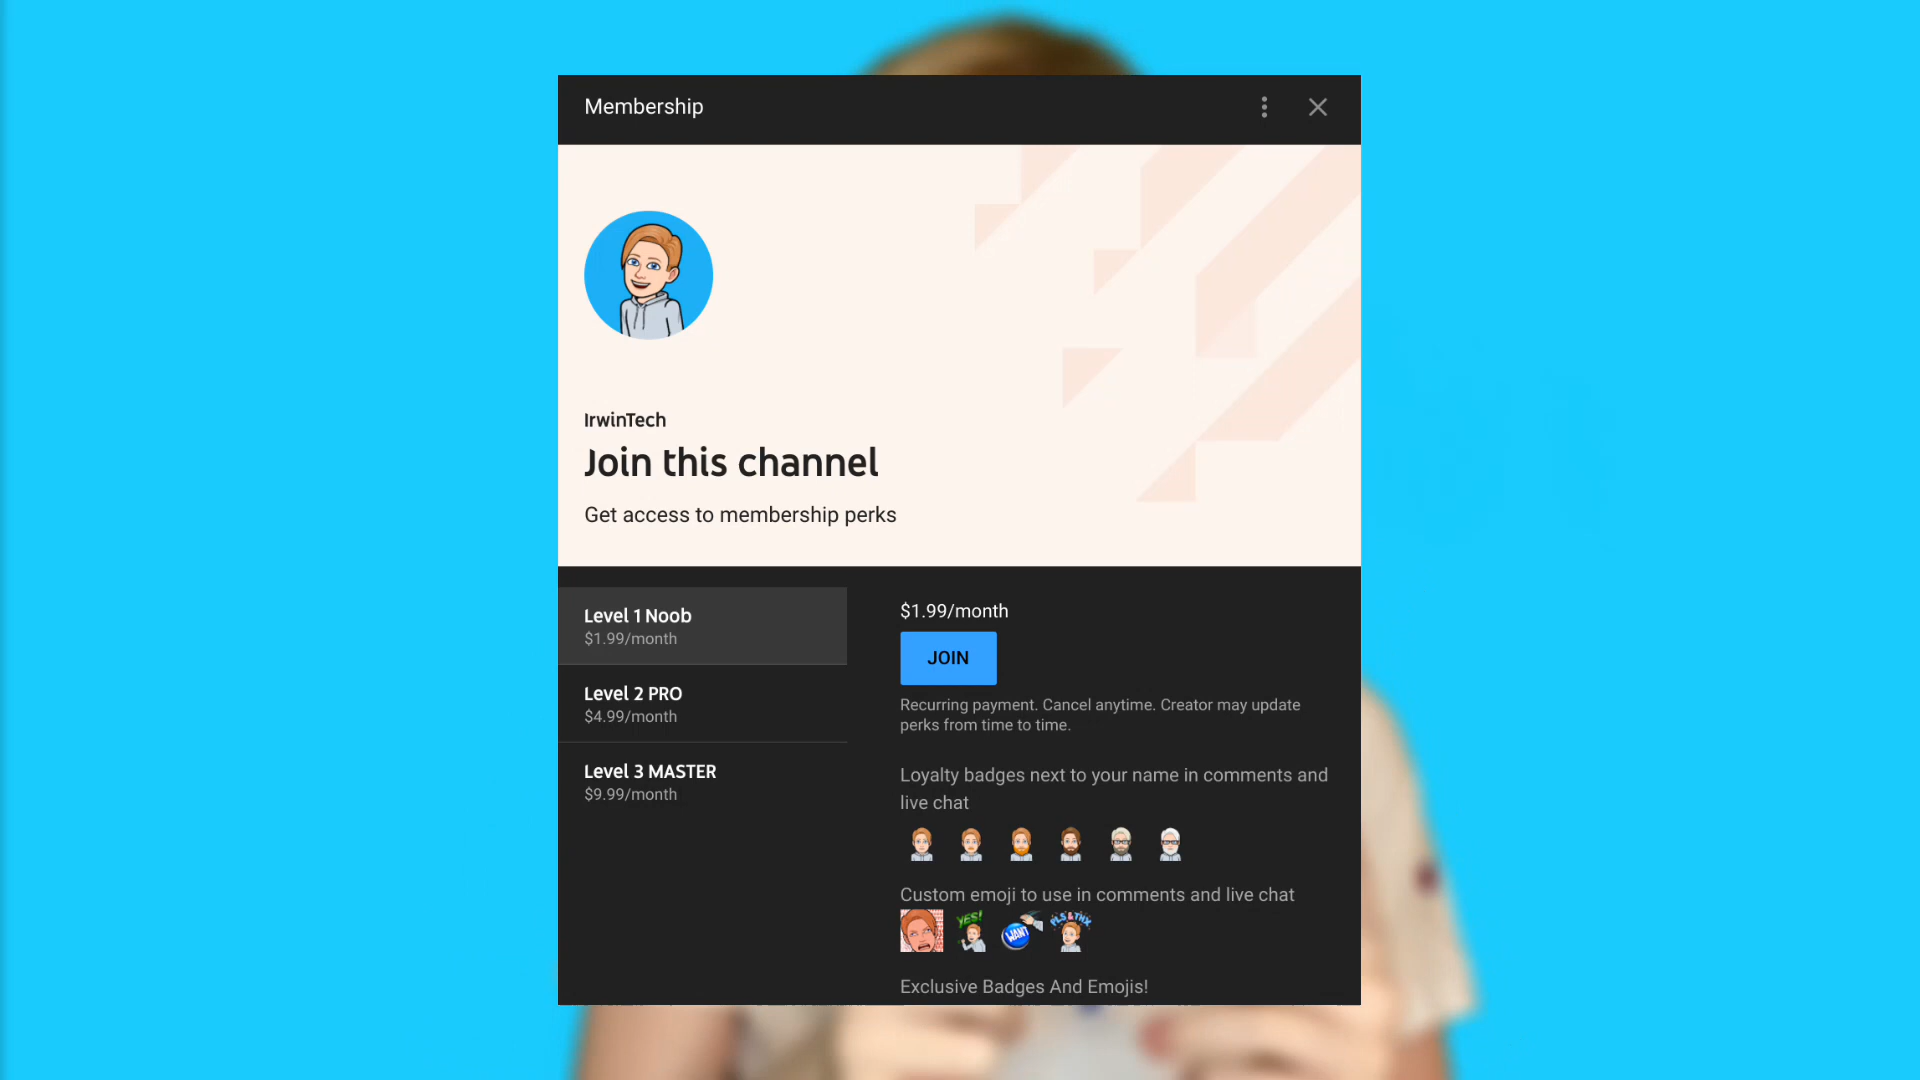 Membership
IrwinTech
Join this channel
Get access to membership perks
Level 1 Noob
$1.99/month
Level 2 PRO
$4.99/month
Level 3 MASTER
$9.99/month
$1.99/month
JOIN
Recurring payment. Cancel anytime. Creator may update
perks from time to time.
Loyalty badges next to your name in comments and
live chat
Custom emoji to use in comments and live chat
YES!
WANT
PLS & THX
Exclusive Badges And Emojis!